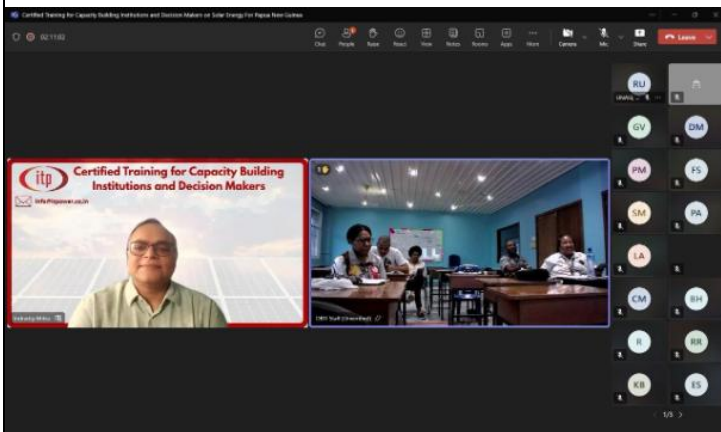 Certified Training for Capacity Building Institutions and Decision Makers on Solar Energy For Papua New Guinea
02:11:02
Chat
People
Raise
React
View
Notes
Rooms
Apps
More
Camera
Mic
Share
Leave
itp
Certified Training for Capacity Building
Institutions and Decision Makers
info@itpower.co.in
RU
GV
DM
PM
FS
SM
PA
LA
CM
BH
R
RR
KB
ES
1/3